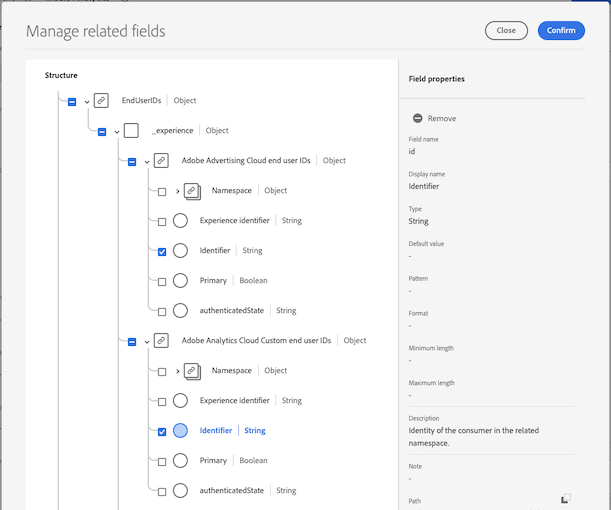 Manage related fields
Close
Confirm
Structure
EndUserIDs Object
_experience Object
Adobe Advertising Cloud end user IDs Object
Namespace Object
Experience identifier String
Identifier String
Primary Boolean
authenticatedState String
Adobe Analytics Cloud Custom end user IDs Object
Namespace Object
Experience identifier String
Identifier String
Primary Boolean
authenticatedState String
Field properties
Remove
Field name
id
Display name
Identifier
Type
String
Default value
-
Pattern
-
Format
-
Minimum length
-
Maximum length
-
Description
Identity of the consumer in the related
namespace.
Note
-
Path